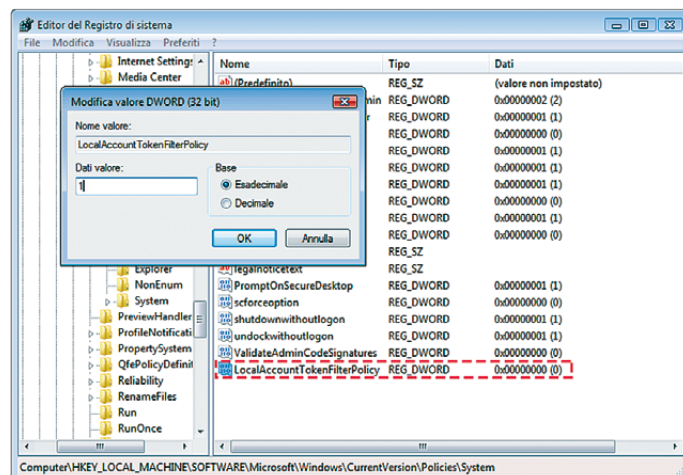 Editor del Registro di sistema
File Modifica Visualizza Preferiti ?
Internet Settings
Media Center
Explorer
NonEnum
System
PreviewHandler
ProfileNotificati
PropertySystem
QfePolicyDefinit
Reliability
RenameFiles
Run
RunOnce
Nome Tipo Dati
(Predefinito) REG_SZ (valore non impostato)
min REG_DWORD 0x00000002 (2)
r REG_DWORD 0x00000001 (1)
REG_DWORD 0x00000000 (0)
REG_DWORD 0x00000001 (1)
REG_DWORD 0x00000001 (1)
REG_DWORD 0x00000000 (0)
REG_DWORD 0x00000001 (1)
REG_DWORD 0x00000000 (0)
REG_SZ
legalnoticetext REG_SZ
PromptOnSecureDesktop REG_DWORD 0x00000001 (1)
scforceoption REG_DWORD 0x00000000 (0)
shutdownwithoutlogon REG_DWORD 0x00000001 (1)
undockwithoutlogon REG_DWORD 0x00000001 (1)
ValidateAdminCodeSignatures REG_DWORD 0x00000000 (0)
LocalAccountTokenFilterPolicy REG_DWORD 0x00000000 (0)
Modifica valore DWORD (32 bit)
Nome valore:
LocalAccountTokenFilterPolicy
Dati valore:
1
Base
Esadecimale
Decimale
OK Annulla
Computer\HKEY_LOCAL_MACHINE\SOFTWARE\Microsoft\Windows\CurrentVersion\Policies\System